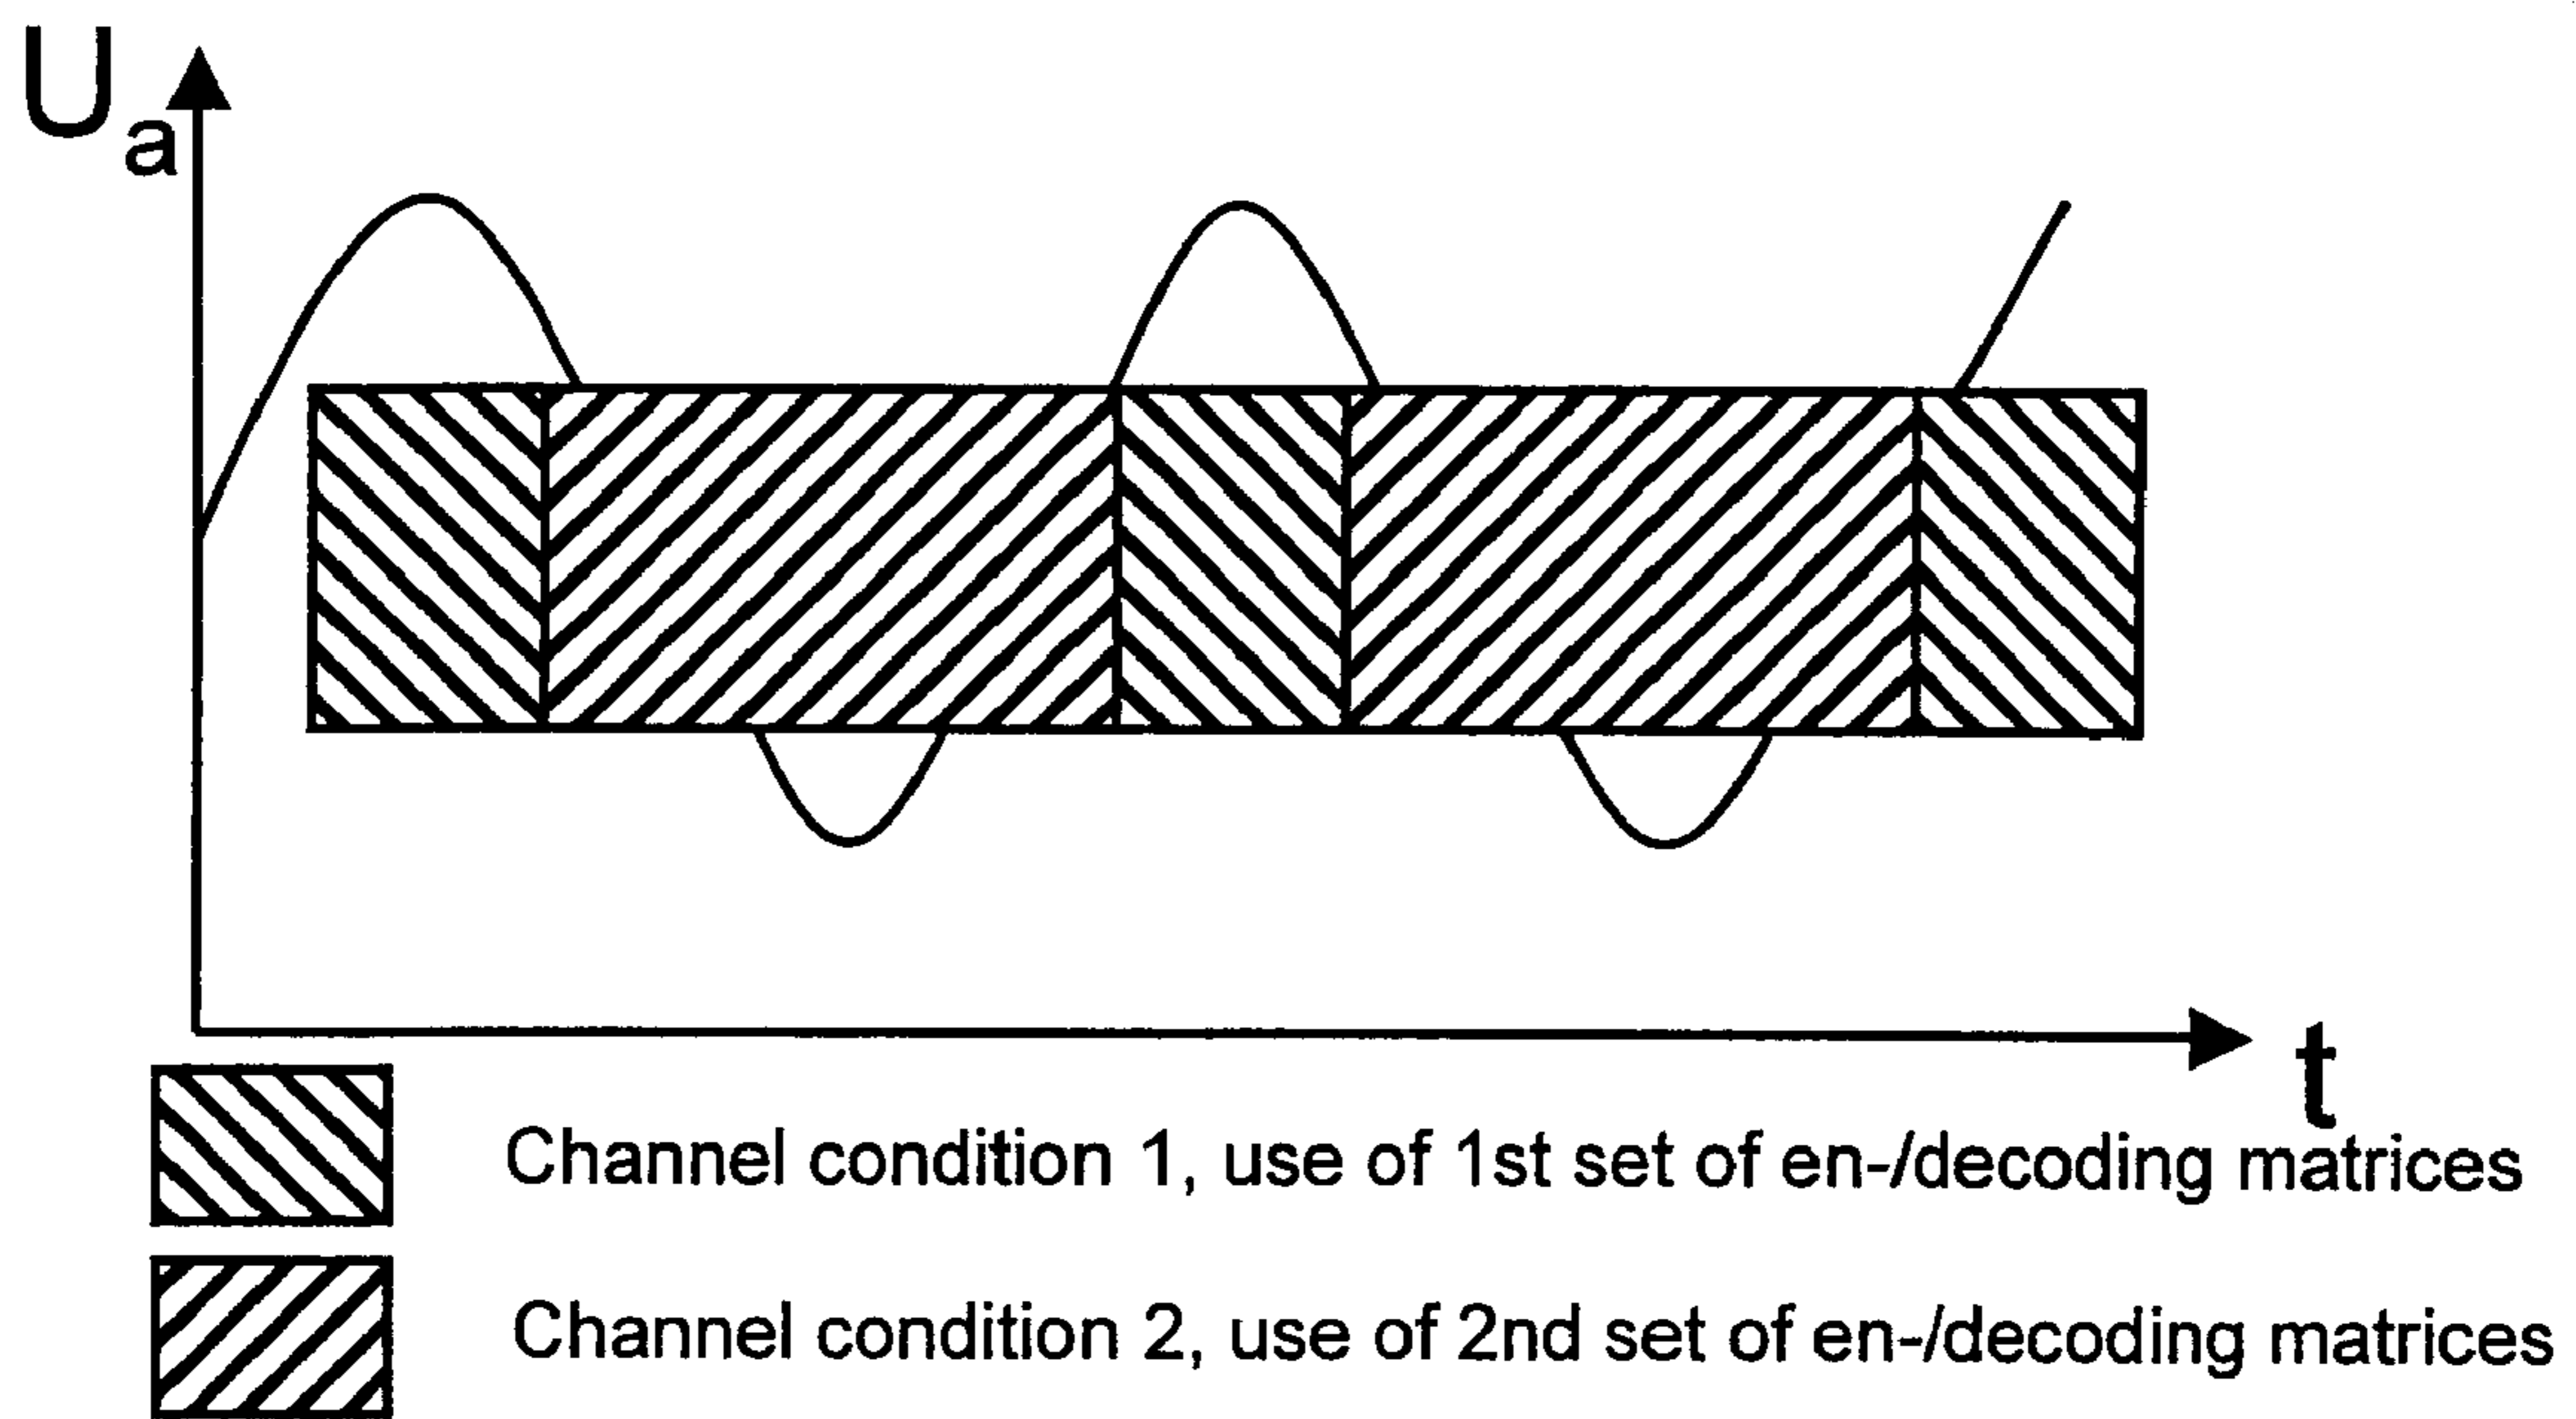 Ua
t
Channel condition 1, use of 1st set of en-/decoding matrices
Channel condition 2, use of 2nd set of en-/decoding matrices